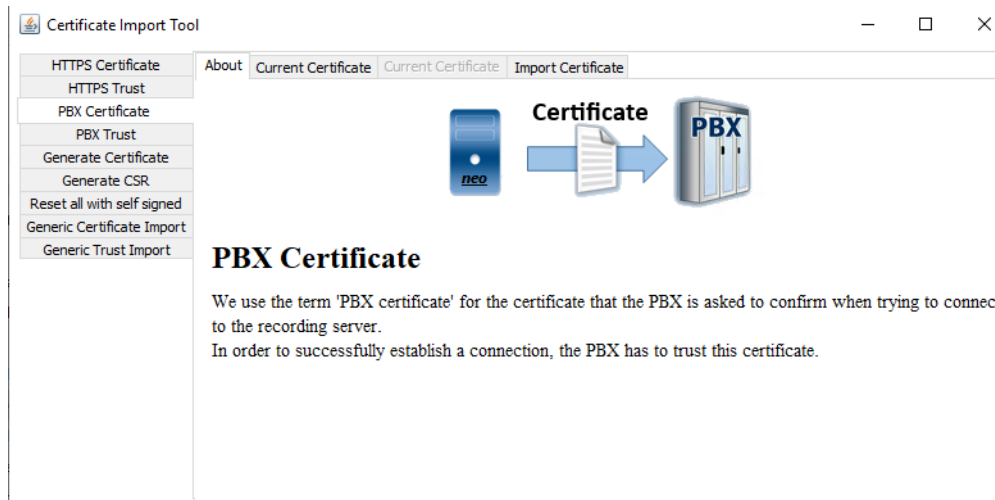 Certificate Import Tool
HTTPS Certificate
HTTPS Trust
PBX Certificate
PBX Trust
Generate Certificate
Generate CSR
Reset all with self signed
Generic Certificate Import
Generic Trust Import
About Current Certificate Current Certificate Import Certificate
Certificate
neo
PBX
PBX Certificate
We use the term 'PBX certificate' for the certificate that the PBX is asked to confirm when trying to connec
to the recording server.
In order to successfully establish a connection, the PBX has to trust this certificate.